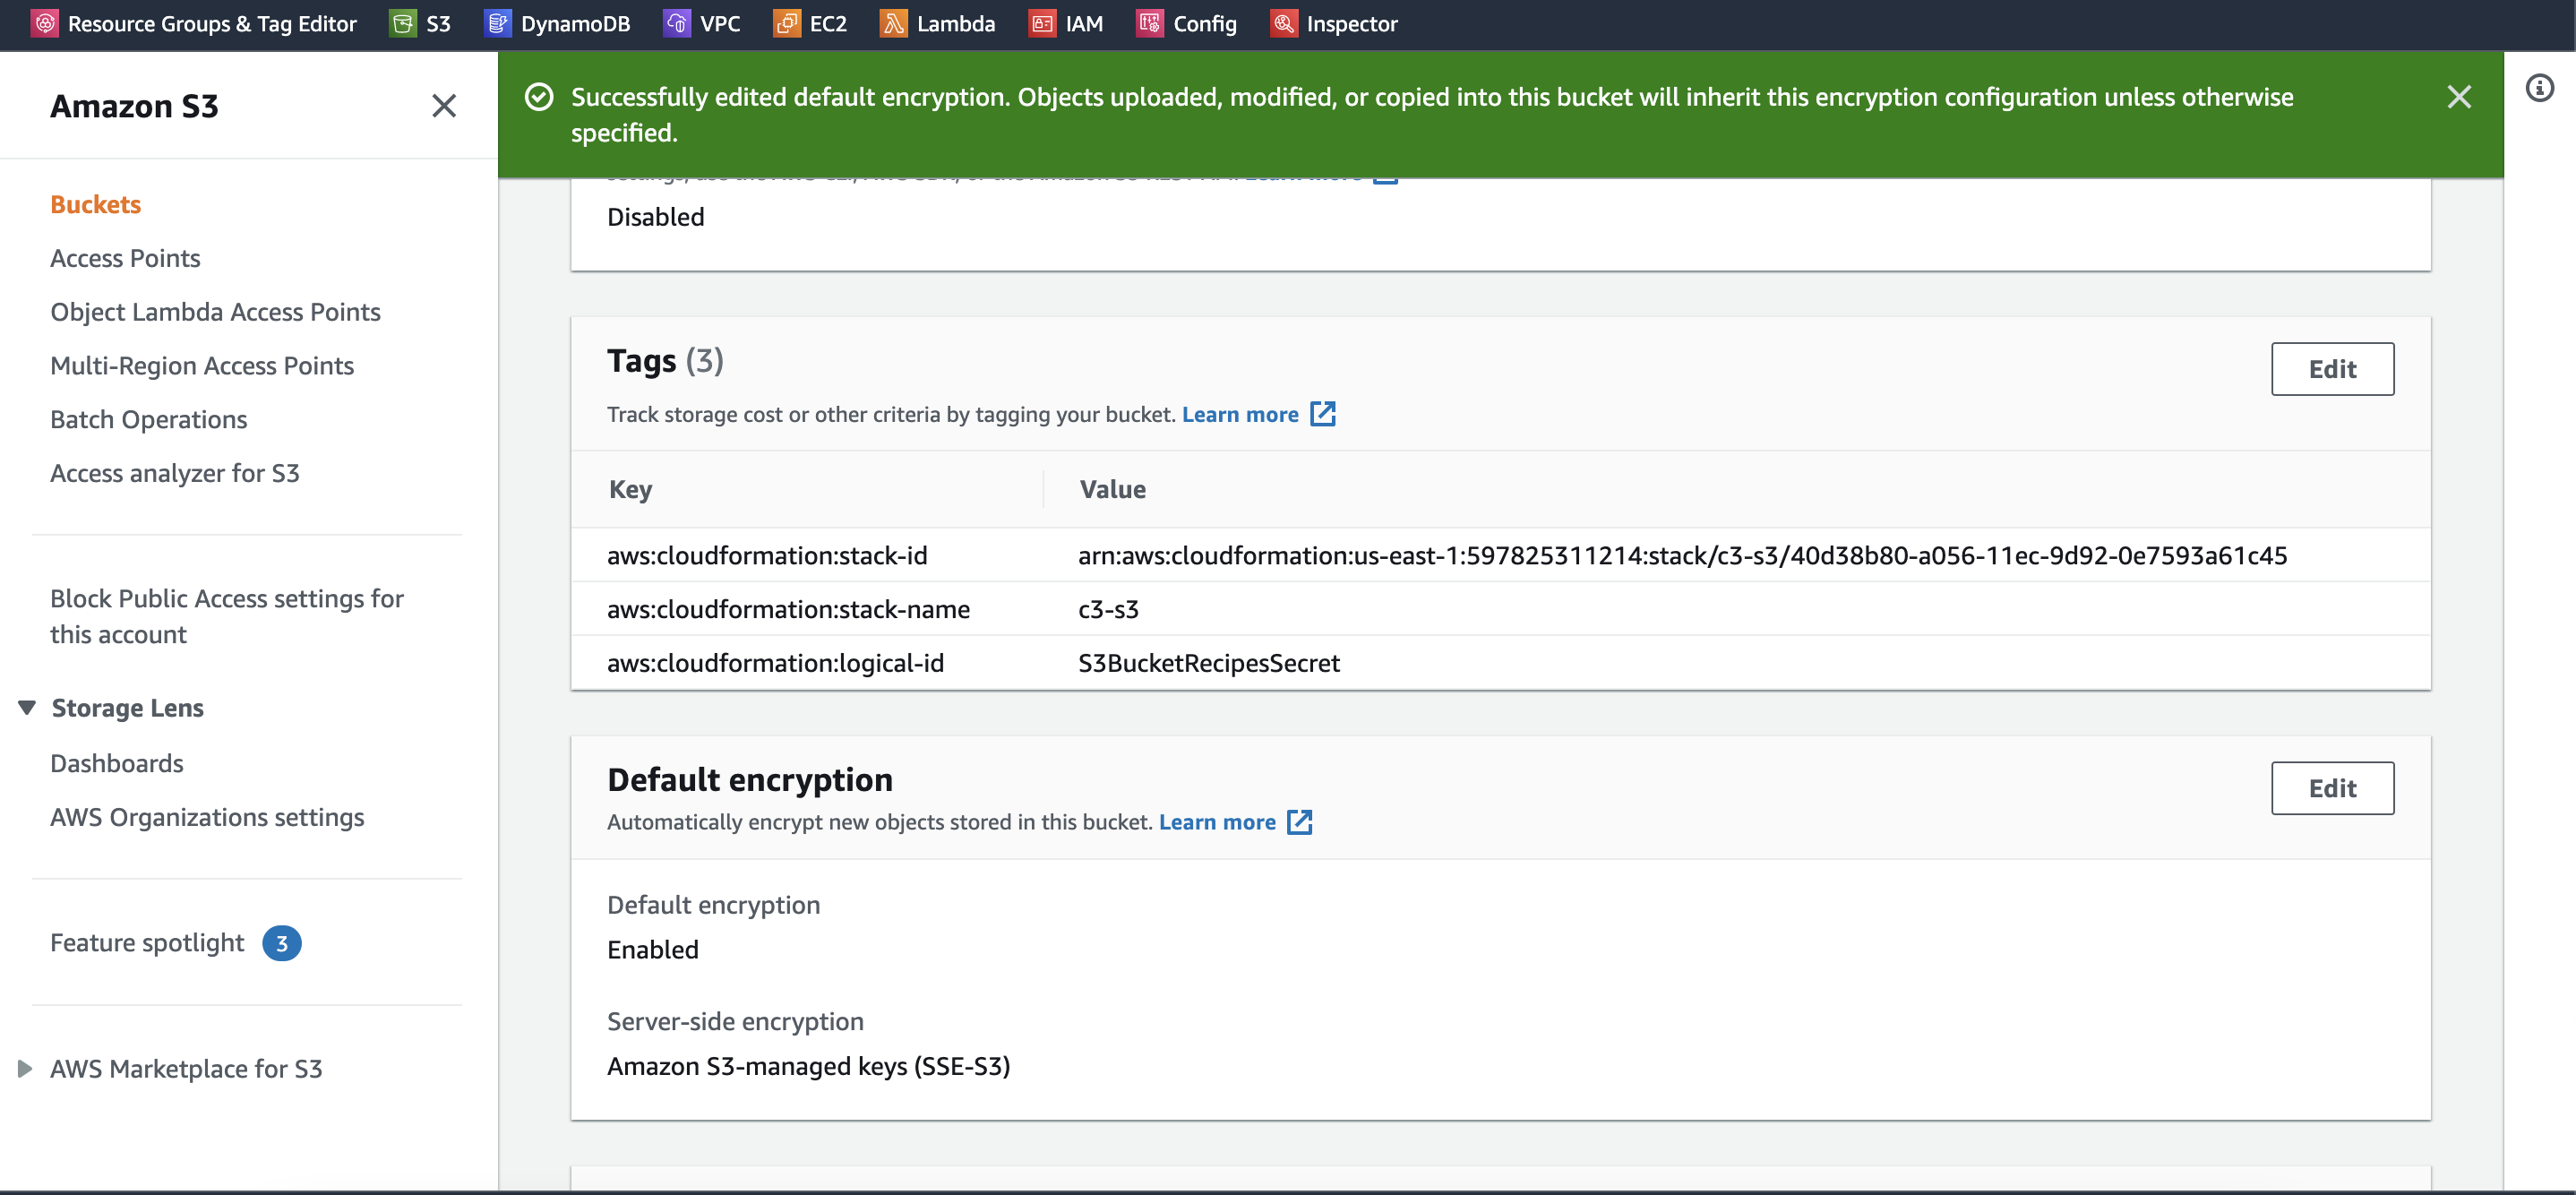 Resource Groups & Tag Editor S3 DynamoDB VPC EC2 Lambda IAM Config Inspector
Amazon S3
Buckets
Access Points
Object Lambda Access Points
Multi-Region Access Points
Batch Operations
Access analyzer for S3
Block Public Access settings for
this account
Storage Lens
Dashboards
AWS Organizations settings
Feature spotlight 3
AWS Marketplace for S3
Successfully edited default encryption. Objects uploaded, modified, or copied into this bucket will inherit this encryption configuration unless otherwise
specified.
Disabled
Tags (3)
Edit
Track storage cost or other criteria by tagging your bucket. Learn more
Key Value
aws:cloudformation:stack-id arn:aws:cloudformation:us-east-1:597825311214:stack/c3-s3/40d38b80-a056-11ec-9d92-0e7593a61c45
aws:cloudformation:stack-name c3-s3
aws:cloudformation:logical-id S3BucketRecipesSecret
Default encryption
Edit
Automatically encrypt new objects stored in this bucket. Learn more
Default encryption
Enabled
Server-side encryption
Amazon S3-managed keys (SSE-S3)